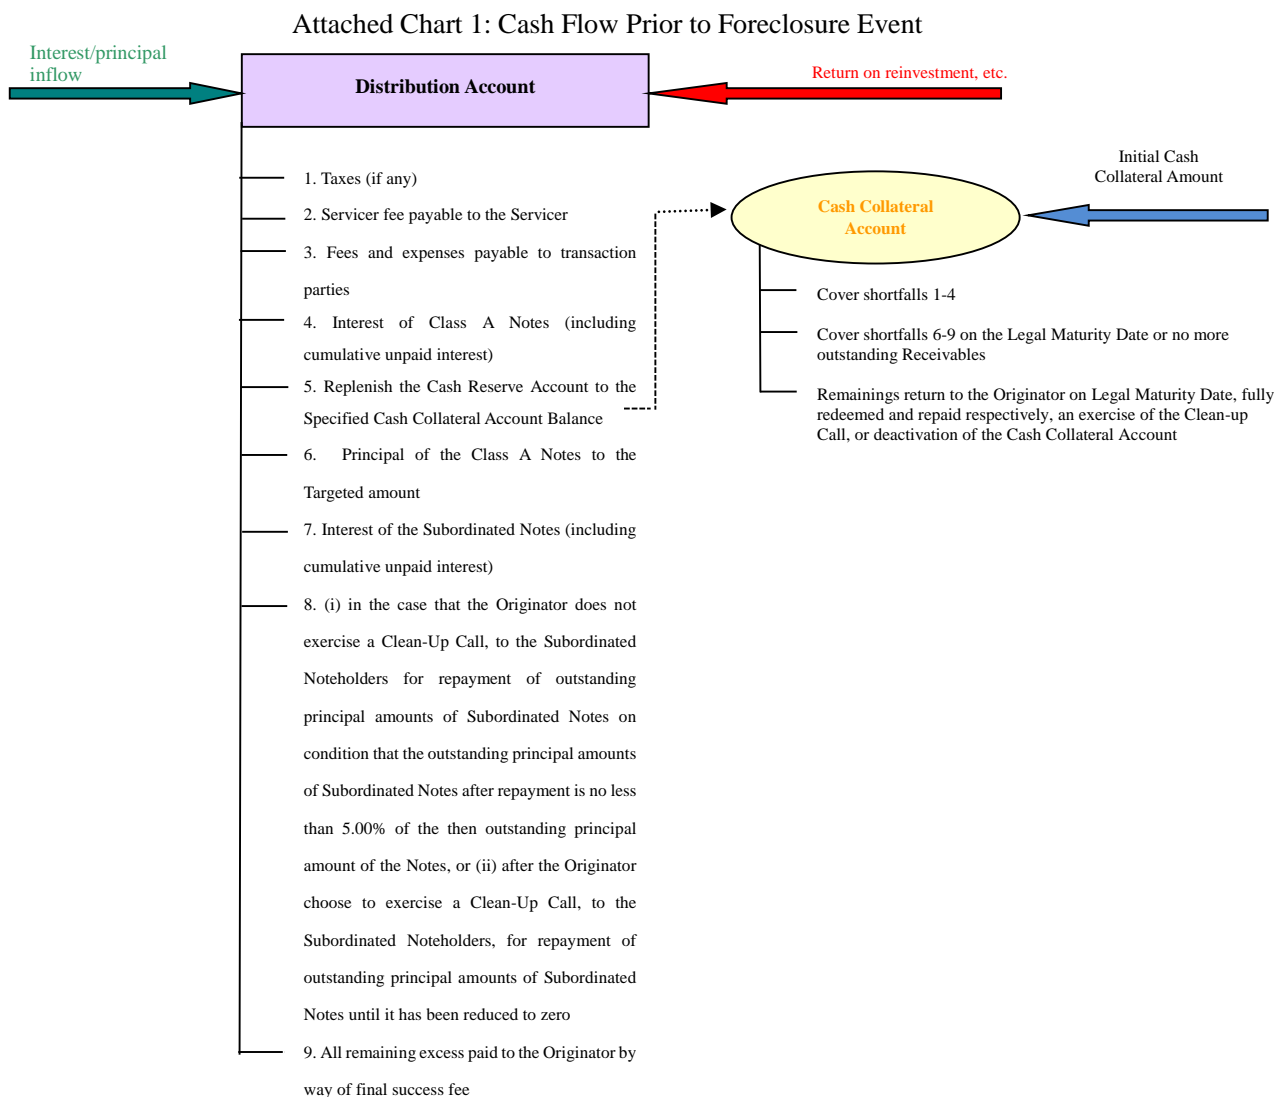 Attached Chart 1: Cash Flow Prior to Foreclosure Event
Interest/principal
inflow
Distribution Account
Return on reinvestment, etc.
Initial Cash
Collateral Amount
Cash Collateral
Account
1. Taxes (if any)
2. Servicer fee payable to the Servicer
3. Fees and expenses payable to transaction
parties
4. Interest of Class A Notes (including
cumulative unpaid interest)
5. Replenish the Cash Reserve Account to the
Specified Cash Collateral Account Balance
6. Principal of the Class A Notes to the
Targeted amount
7. Interest of the Subordinated Notes (including
cumulative unpaid interest)
8. (i) in the case that the Originator does not
exercise a Clean-Up Call, to the Subordinated
Noteholders for repayment of outstanding
principal amounts of Subordinated Notes on
condition that the outstanding principal amounts
of Subordinated Notes after repayment is no less
than 5.00% of the then outstanding principal
amount of the Notes, or (ii) after the Originator
choose to exercise a Clean-Up Call, to the
Subordinated Noteholders, for repayment of
outstanding principal amounts of Subordinated
Notes until it has been reduced to zero
9. All remaining excess paid to the Originator by
way of final success fee
Cover shortfalls 1-4
Cover shortfalls 6-9 on the Legal Maturity Date or no more
outstanding Receivables
Remainings return to the Originator on Legal Maturity Date, fully
redeemed and repaid respectively, an exercise of the Clean-up
Call, or deactivation of the Cash Collateral Account